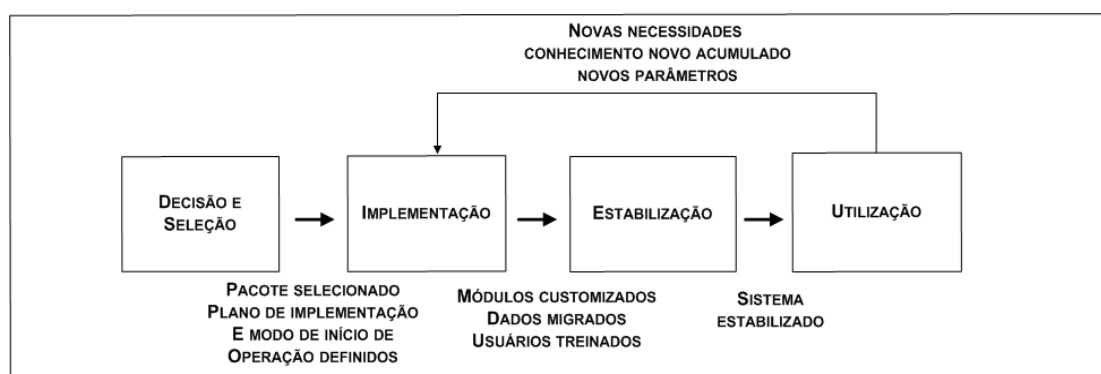 NOVAS NECESSIDADES
CONHECIMENTO NOVO ACUMULADO
NOVOS PARÂMETROS
DECISÃO E
SELEÇÃO
IMPLEMENTAÇÃO
ESTABILIZAÇÃO
UTILIZAÇÃO
PACOTE SELECIONADO
PLANO DE IMPLEMENTAÇÃO
E MODO DE INÍCIO DE
OPERAÇÃO DEFINIDOS
MÓDULOS CUSTOMIZADOS
DADOS MIGRADOS
USUÁRIOS TREINADOS
SISTEMA
ESTABILIZADO